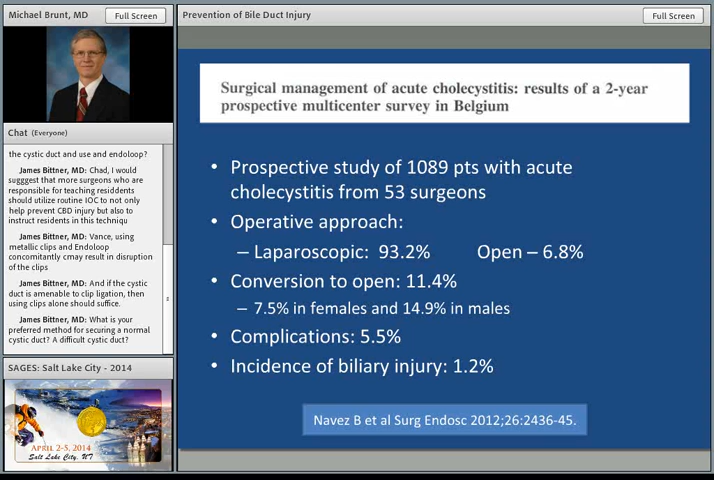 Michael Brunt, MD
Full Screen
Prevention of Bile Duct Injury
Full Screen
Chat (Everyone)
the cystic duct and use and endoloop?
James Bittner, MD: Chad, I would
sugggest that more surgeons who are
responsible for teaching residdents
should utilize routine IOC to not only
help prevent CBD injury but also to
instruct residents in this techniqu
James Bittner, MD: Vance, using
metallic clips and Endoloop
concomitantly cmay result in disruption
of the clips
James Bittner, MD: And if the cystic
duct is amenable to clip ligation, then
using clips alone should suffice.
James Bittner, MD: What is your
preferred method for securing a normal
cystic duct? A difficult cystic duct?
SAGES: Salt Lake City - 2014
APRIL 2-5, 2014
Salt Lake City, UT
Surgical management of acute cholecystitis: results of a 2-year
prospective multicenter survey in Belgium
• Prospective study of 1089 pts with acute
cholecystitis from 53 surgeons
• Operative approach:
– Laparoscopic: 93.2% Open – 6.8%
• Conversion to open: 11.4%
– 7.5% in females and 14.9% in males
• Complications: 5.5%
• Incidence of biliary injury: 1.2%
Navez B et al Surg Endosc 2012;26:2436-45.